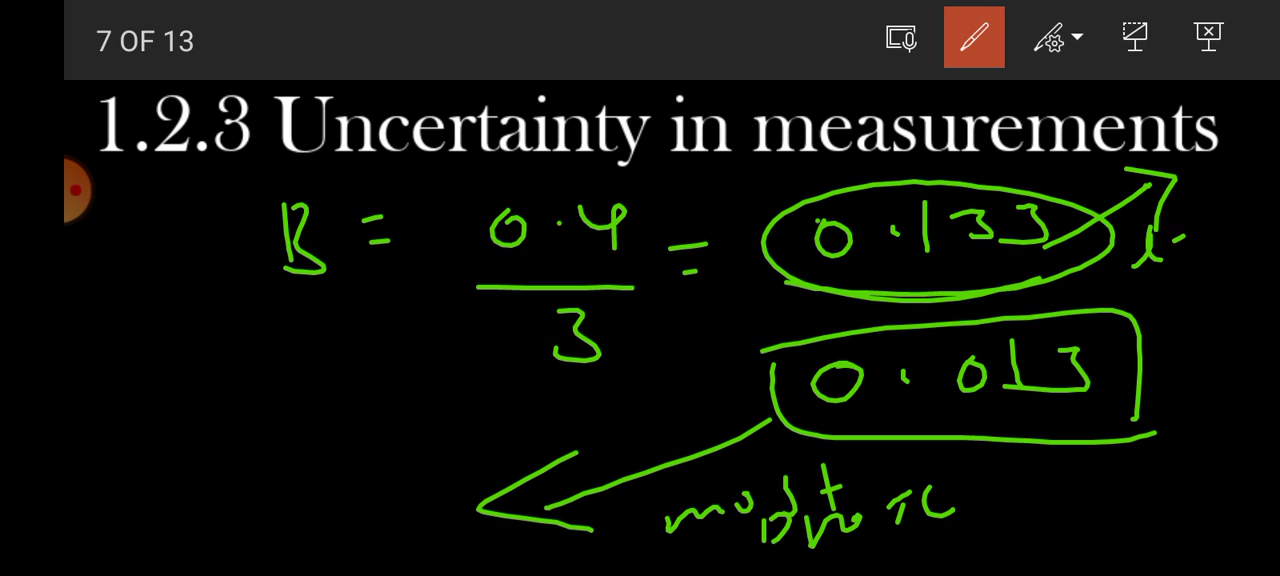 7 OF 13
1.2.3 Uncertainty in measurements
B = 0.4 = 0.133
3
0.013